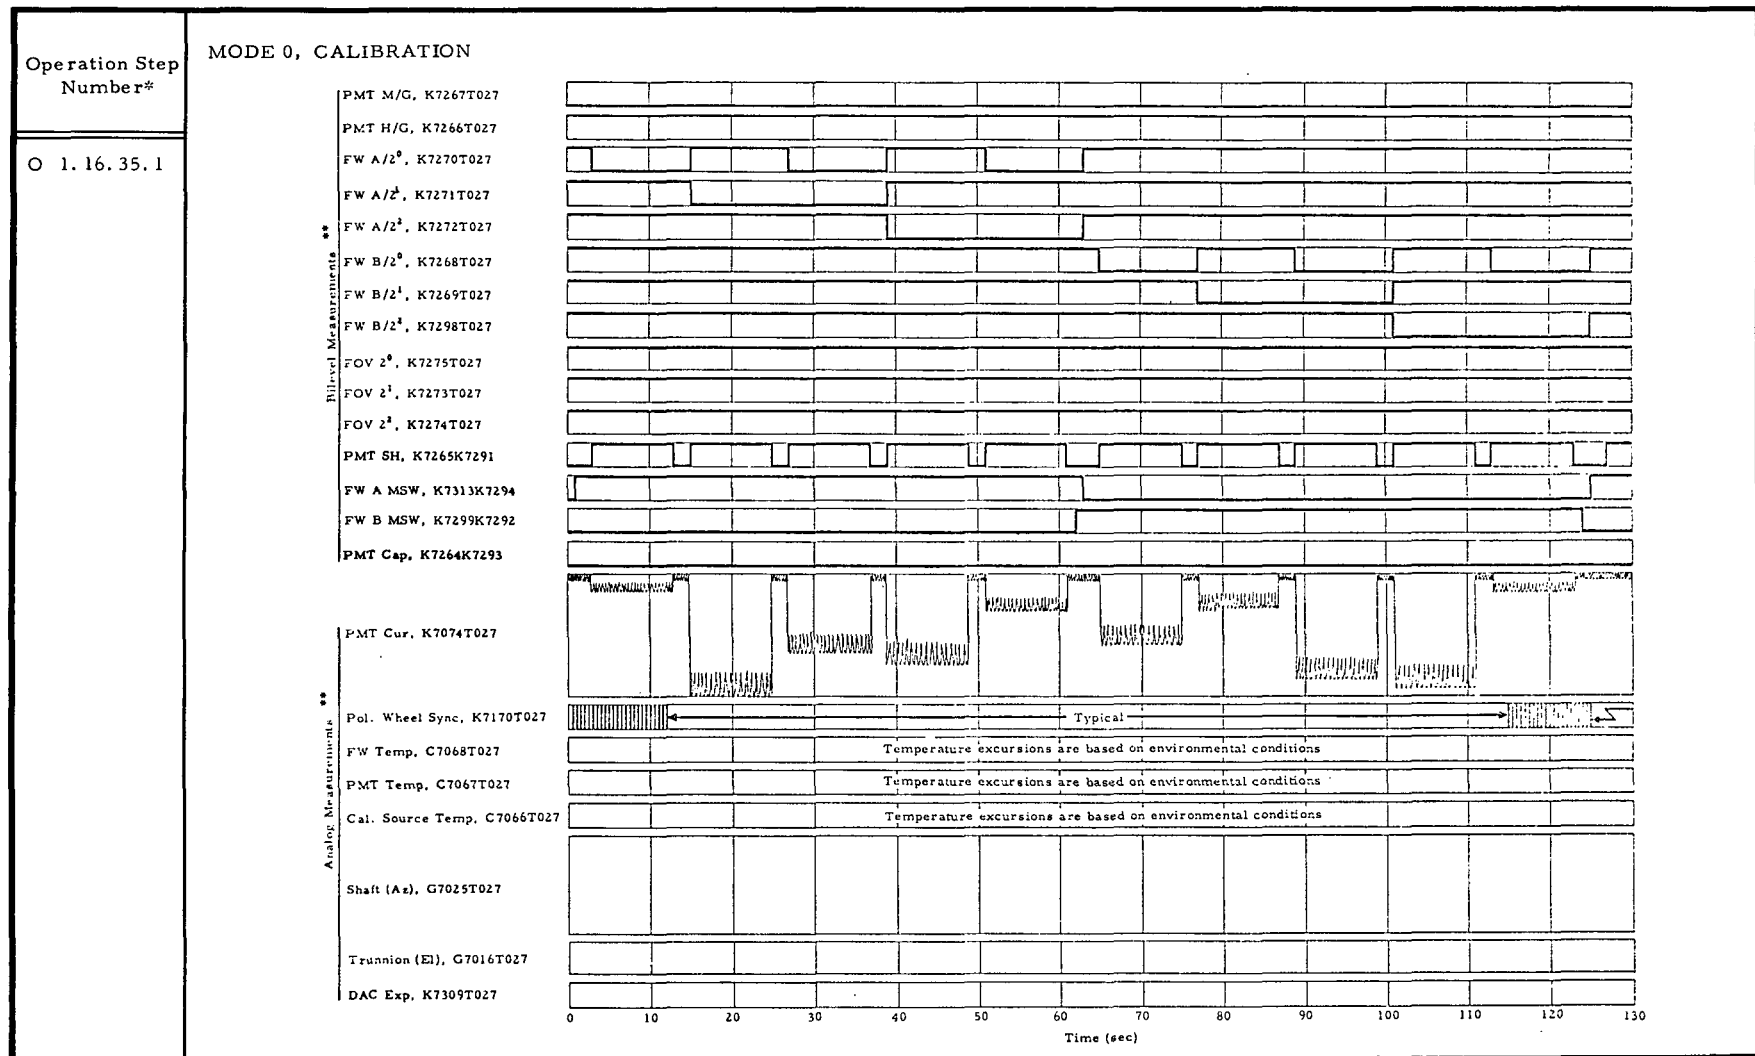 Operation Step
Number*
O 1.16.35.1
MODE 0, CALIBRATION
Bilevel Measurements **
PMT M/G, K7267T027
PMT H/G, K7266T027
FW A/2⁰, K7270T027
FW A/2¹, K7271T027
FW A/2², K7272T027
FW B/2⁰, K7268T027
FW B/2¹, K7269T027
FW B/2², K7298T027
FOV 2⁰, K7275T027
FOV 2¹, K7273T027
FOV 2², K7274T027
PMT SH, K7265K7291
FW A MSW, K7313K7294
FW B MSW, K7299K7292
PMT Cap, K7264K7293
Analog Measurements **
PMT Cur, K7074T027
Pol. Wheel Sync, K7170T027
Typical
FW Temp, C7068T027
Temperature excursions are based on environmental conditions
PMT Temp, C7067T027
Temperature excursions are based on environmental conditions
Cal. Source Temp, C7066T027
Temperature excursions are based on environmental conditions
Shaft (Az), G7025T027
Trunnion (El), G7016T027
DAC Exp, K7309T027
0 10 20 30 40 50 60 70 80 90 100 110 120 130
Time (sec)